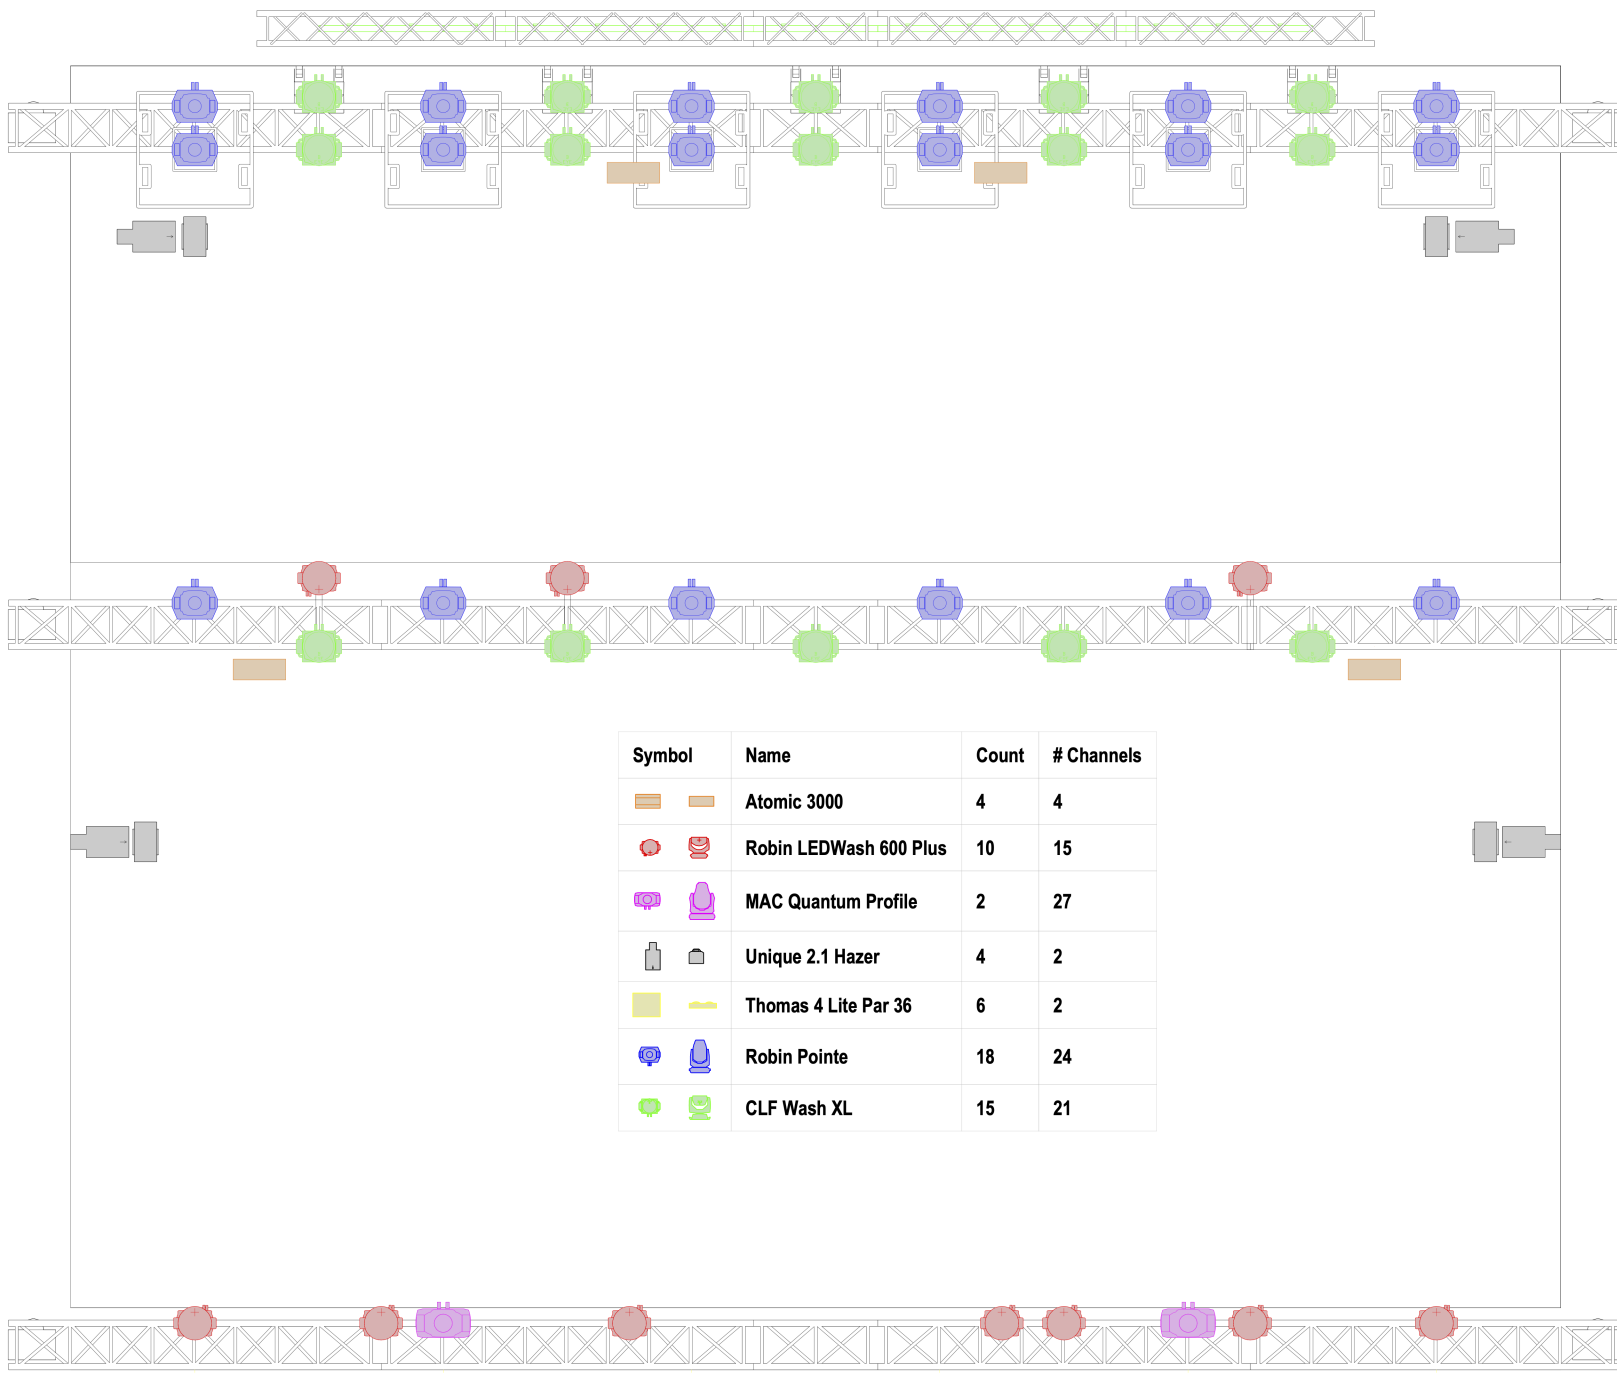 Symbol Name Count # Channels
Atomic 3000 4 4
Robin LEDWash 600 Plus 10 15
MAC Quantum Profile 2 27
Unique 2.1 Hazer 4 2
Thomas 4 Lite Par 36 6 2
Robin Pointe 18 24
CLF Wash XL 15 21